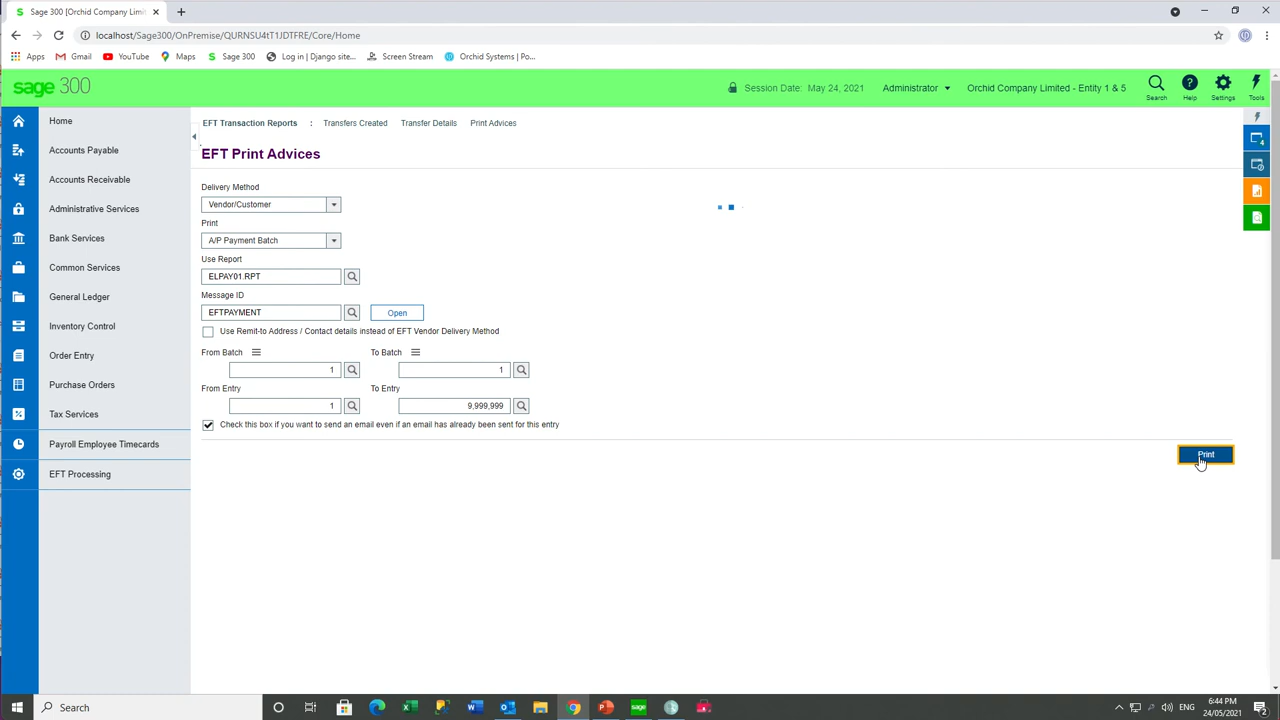 Sage 300 [Orchid Company Limited
localhost/Sage300/OnPremise/QURNSU4tT1JDTFRE/Core/Home
Apps Gmail YouTube Maps Sage 300 Log in | Django site... Screen Stream Orchid Systems | Po...
sage 300 Session Date: May 24, 2021 Administrator Orchid Company Limited - Entity 1 & 5 Search Help Settings Tools
Home
Accounts Payable
Accounts Receivable
Administrative Services
Bank Services
Common Services
General Ledger
Inventory Control
Order Entry
Purchase Orders
Tax Services
Payroll Employee Timecards
EFT Processing
EFT Transaction Reports : Transfers Created Transfer Details Print Advices
EFT Print Advices
Delivery Method
Vendor/Customer
Print
A/P Payment Batch
Use Report
ELPAY01.RPT
Message ID
EFTPAYMENT Open
Use Remit-to Address / Contact details instead of EFT Vendor Delivery Method
From Batch To Batch
1 1
From Entry To Entry
1 9,999,999
Check this box if you want to send an email even if an email has already been sent for this entry
Print
4
Search
ENG
6:44 PM
24/05/2021